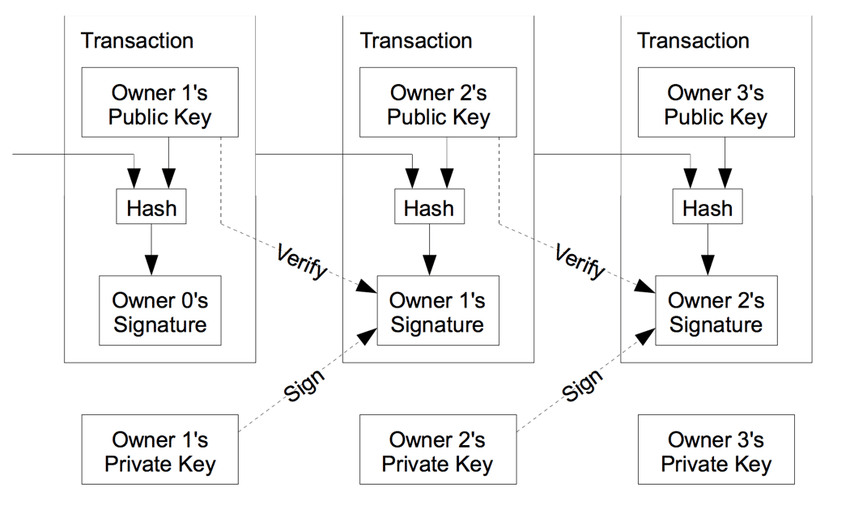 Transaction
Transaction
Transaction
Owner 1's
Public Key
Owner 2's
Public Key
Owner 3's
Public Key
Hash
Hash
Hash
Verify
Verify
Owner 0's
Signature
Owner 1's
Signature
Owner 2's
Signature
Sign
Sign
Owner 1's
Private Key
Owner 2's
Private Key
Owner 3's
Private Key